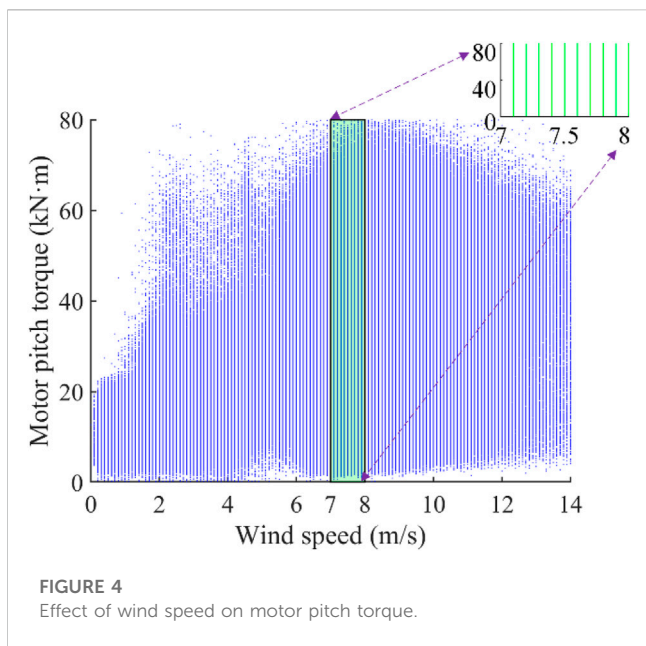 80
40
0
7
7.5
8
80
60
40
20
0
Motor pitch torque (kN·m)
0 2 4 6 7 8 10 12 14
Wind speed (m/s)
FIGURE 4
Effect of wind speed on motor pitch torque.